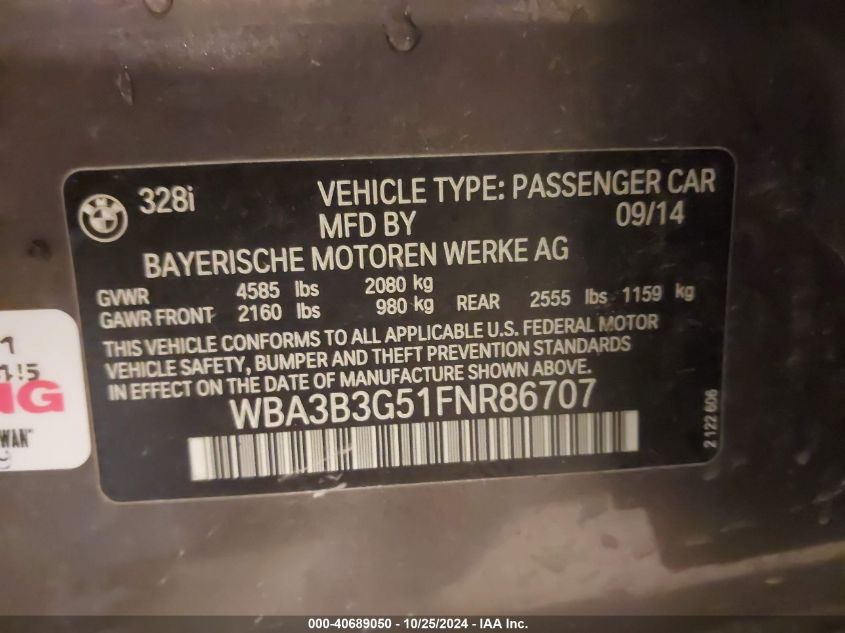 328i VEHICLE TYPE: PASSENGER CAR
MFD BY 09/14
BAYERISCHE MOTOREN WERKE AG
GVWR 4585 lbs 2080 kg
GAWR FRONT 2160 lbs 980 kg REAR 2555 lbs 1159 kg
THIS VEHICLE CONFORMS TO ALL APPLICABLE U.S. FEDERAL MOTOR
VEHICLE SAFETY, BUMPER AND THEFT PREVENTION STANDARDS
IN EFFECT ON THE DATE OF MANUFACTURE SHOWN ABOVE.
WBA3B3G51FNR86707
2 122 606
000-40689050 - 10/25/2024 - IAA Inc.